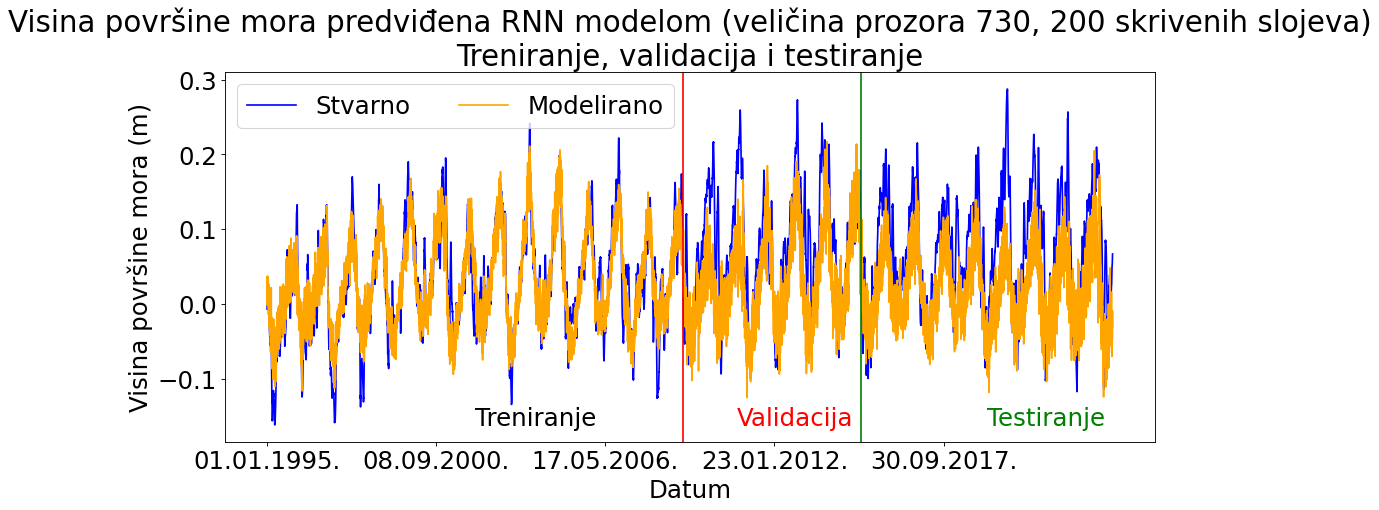 Visina površine mora predviđena RNN modelom (veličina prozora 730, 200 skrivenih slojeva)
Treniranje, validacija i testiranje
Stvarno
Modelirano
Visina površine mora (m)
0.3
0.2
0.1
0.0
−0.1
Treniranje
Validacija
Testiranje
01.01.1995.
08.09.2000.
17.05.2006.
23.01.2012.
30.09.2017.
Datum